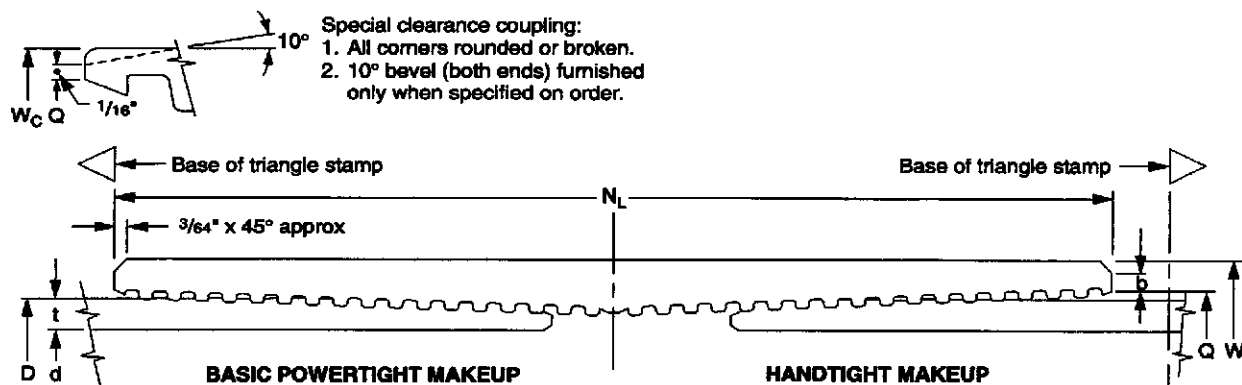 10°
Special clearance coupling:
1. All corners rounded or broken.
2. 10° bevel (both ends) furnished
only when specified on order.
1/16"
WC Q
Base of triangle stamp
Base of triangle stamp
NL
3/64" x 45° approx
b
t
D d
Q W
BASIC POWERTIGHT MAKEUP
HANDTIGHT MAKEUP